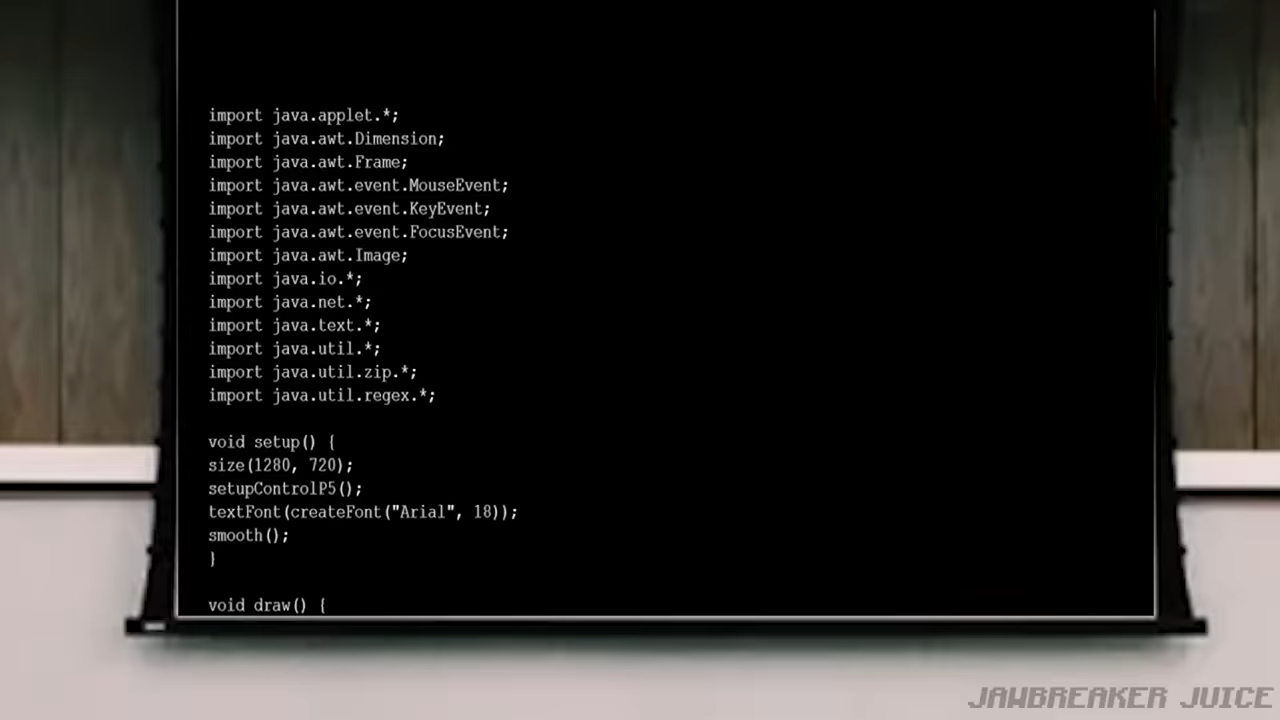 import java.applet.*;
import java.awt.Dimension;
import java.awt.Frame;
import java.awt.event.MouseEvent;
import java.awt.event.KeyEvent;
import java.awt.event.FocusEvent;
import java.awt.Image;
import java.io.*;
import java.net.*;
import java.text.*;
import java.util.*;
import java.util.zip.*;
import java.util.regex.*;
void setup() {
size(1280, 720);
setupControlP5();
textFont(createFont("Arial", 18));
smooth();
}
void draw() {
JAWBREAKER JUICE